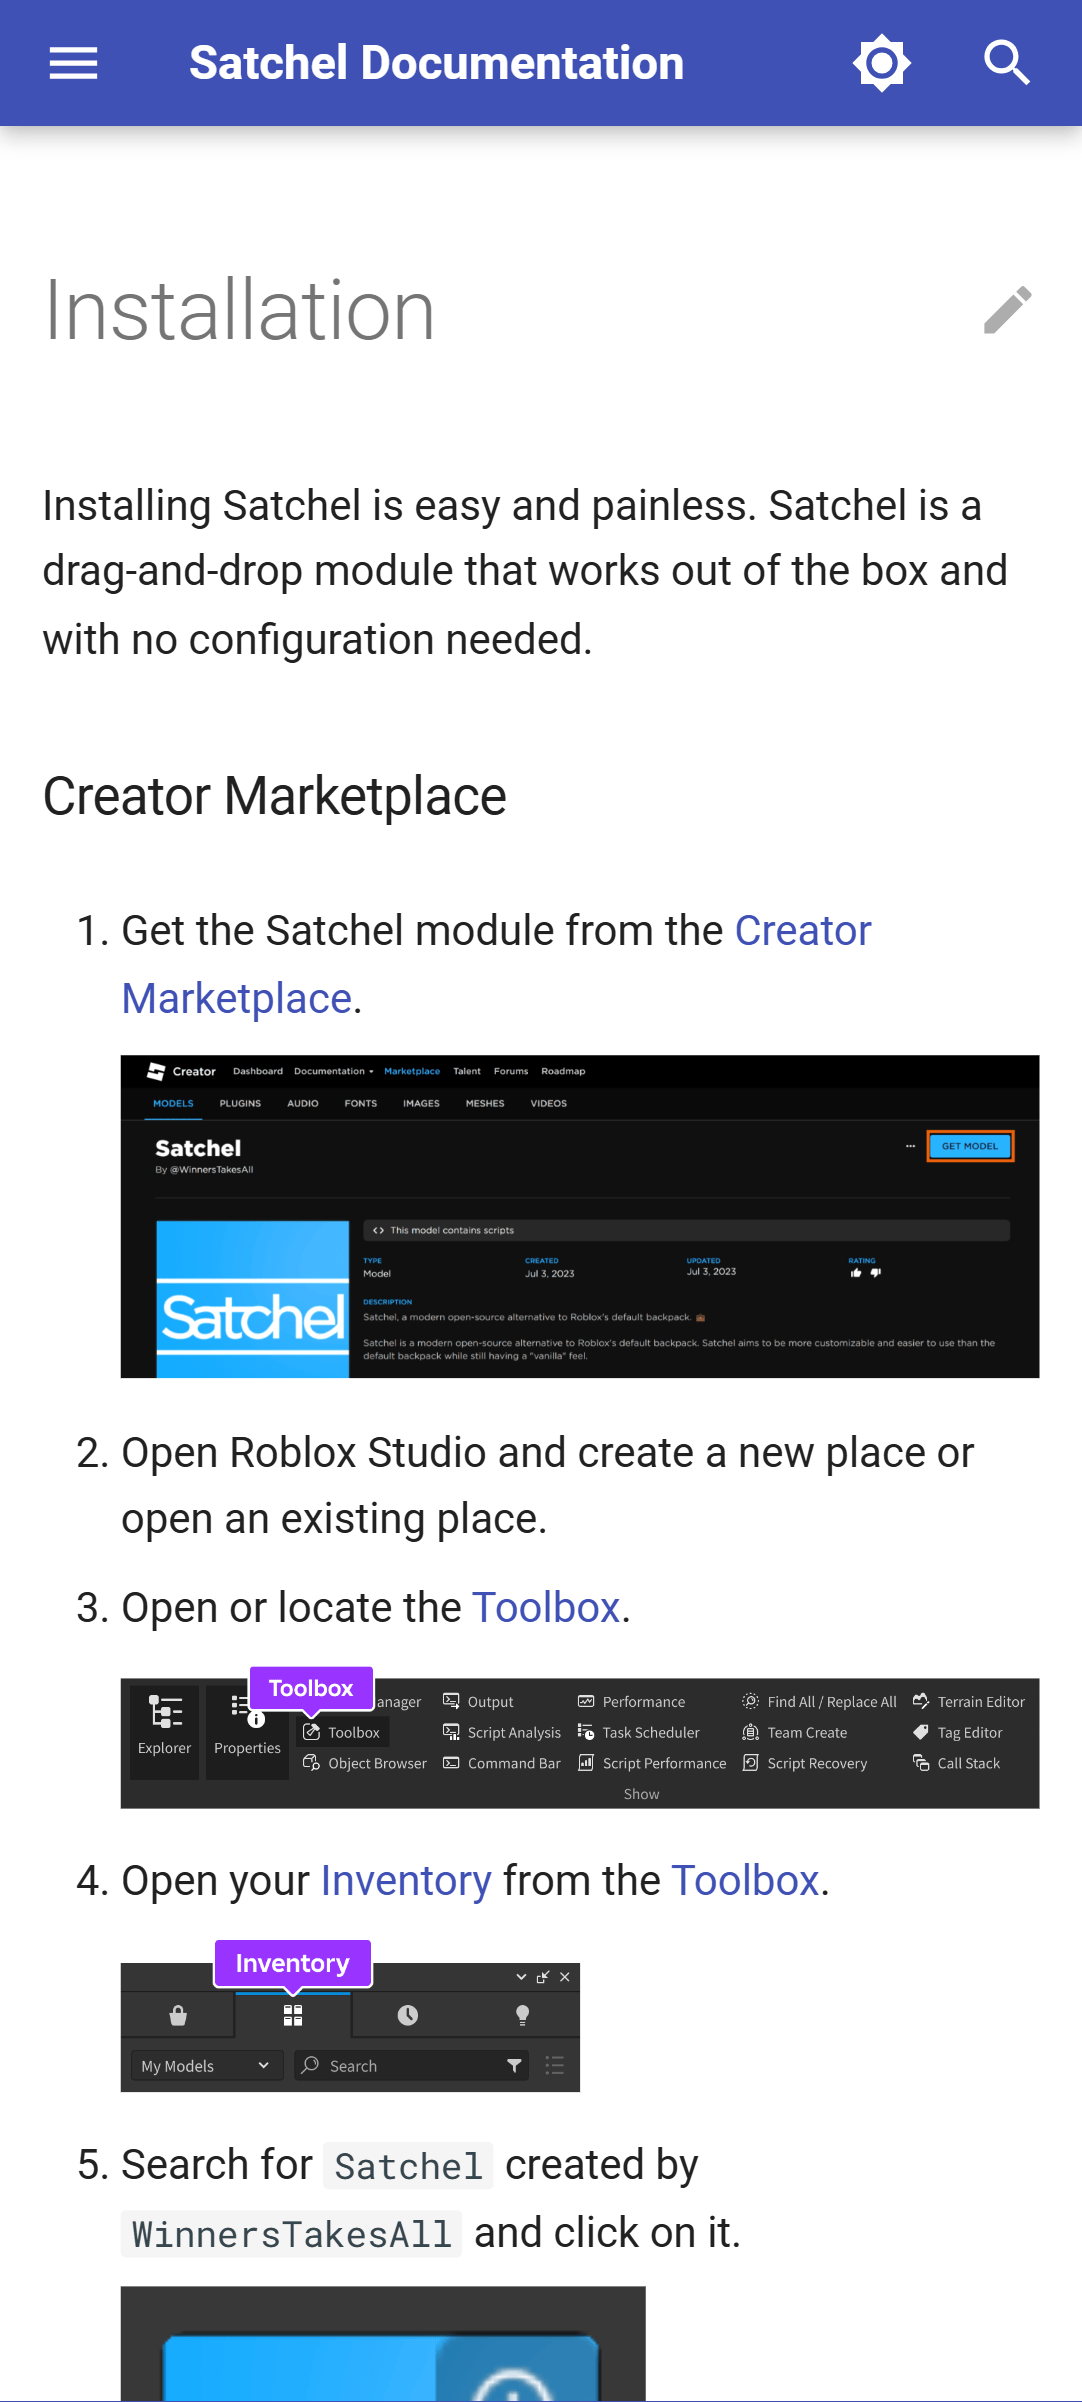 Satchel Documentation
Installation
Installing Satchel is easy and painless. Satchel is a
drag-and-drop module that works out of the box and
with no configuration needed.
Creator Marketplace
1. Get the Satchel module from the Creator
Marketplace.
Creator Dashboard Documentation Marketplace Talent Forums Roadmap
MODELS PLUGINS AUDIO FONTS IMAGES MESHES VIDEOS
Satchel
By @WinnersTakesAll
... GET MODEL
Satchel
<> This model contains scripts
TYPE CREATED UPDATED RATING
Model Jul 3, 2023 Jul 3, 2023
DESCRIPTION
Satchel, a modern open-source alternative to Roblox's default backpack.
Satchel is a modern open-source alternative to Roblox's default backpack. Satchel aims to be more customizable and easier to use than the
default backpack while still having a "vanilla" feel.
2. Open Roblox Studio and create a new place or
open an existing place.
3. Open or locate the Toolbox.
Toolbox
Explorer Properties anager Output Performance Find All / Replace All Terrain Editor
Toolbox Script Analysis Task Scheduler Team Create Tag Editor
Object Browser Command Bar Script Performance Script Recovery Call Stack
Show
4. Open your Inventory from the Toolbox.
Inventory
My Models Search
5. Search for Satchel created by
WinnersTakesAll and click on it.